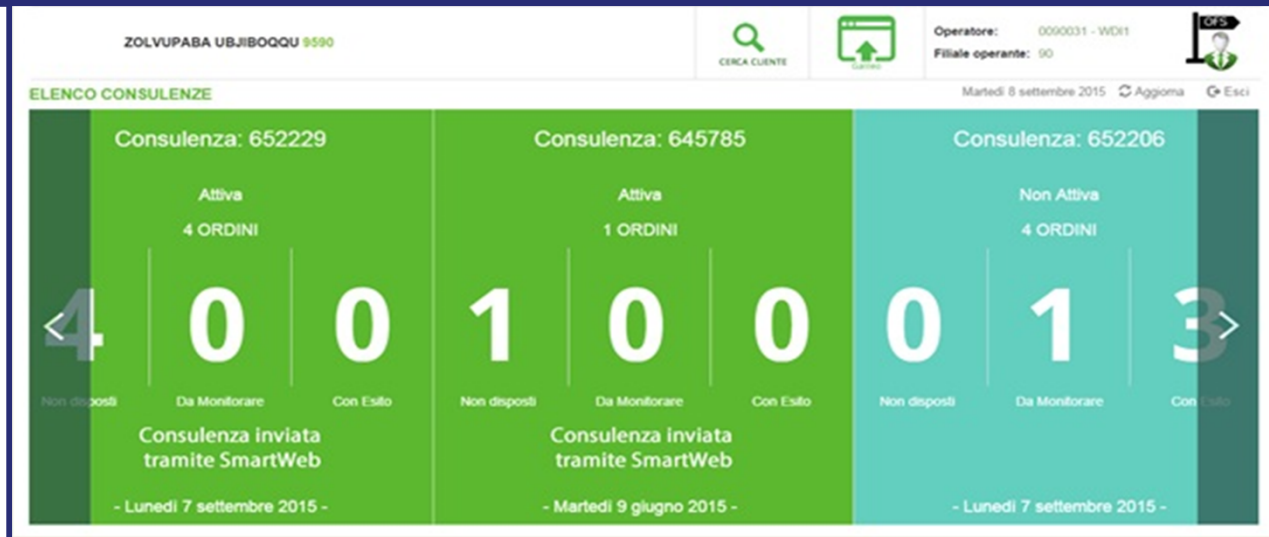 ZOLVUPABA UBJIBOQQU 9590
CERCA CLIENTE
Operatore: 0090031 - WDI1
Filiale operante: 90
OFS
ELENCO CONSULENZE
Martedì 8 settembre 2015 Aggiorna Esci
Consulenza: 652229
Attiva
4 ORDINI
4 0 0
Non disposti Da Monitorare Con Esito
Consulenza inviata
tramite SmartWeb
- Lunedì 7 settembre 2015 -
Consulenza: 645785
Attiva
1 ORDINI
1 0 0
Non disposti Da Monitorare Con Esito
Consulenza inviata
tramite SmartWeb
- Martedì 9 giugno 2015 -
Consulenza: 652206
Non Attiva
4 ORDINI
0 1 3
Non disposti Da Monitorare Con Esito
- Lunedì 7 settembre 2015 -